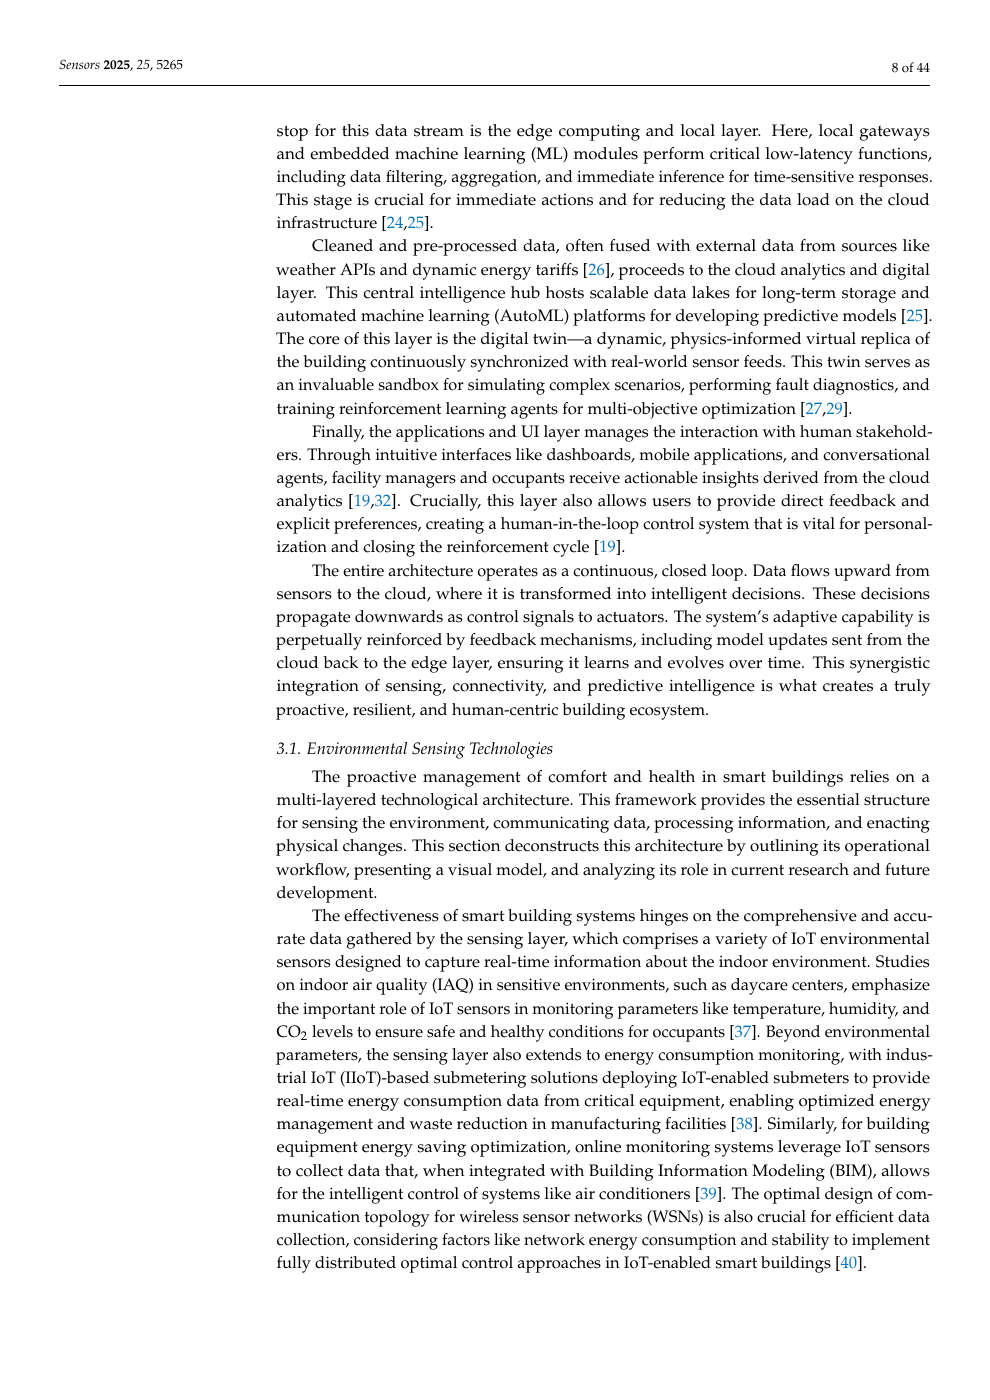 Sensors 2025, 25, 5265
8 of 44
stop for this data stream is the edge computing and local layer. Here, local gateways
and embedded machine learning (ML) modules perform critical low-latency functions,
including data filtering, aggregation, and immediate inference for time-sensitive responses.
This stage is crucial for immediate actions and for reducing the data load on the cloud
infrastructure [24,25].
Cleaned and pre-processed data, often fused with external data from sources like
weather APIs and dynamic energy tariffs [26], proceeds to the cloud analytics and digital
layer. This central intelligence hub hosts scalable data lakes for long-term storage and
automated machine learning (AutoML) platforms for developing predictive models [25].
The core of this layer is the digital twin—a dynamic, physics-informed virtual replica of
the building continuously synchronized with real-world sensor feeds. This twin serves as
an invaluable sandbox for simulating complex scenarios, performing fault diagnostics, and
training reinforcement learning agents for multi-objective optimization [27,29].
Finally, the applications and UI layer manages the interaction with human stakehold-
ers. Through intuitive interfaces like dashboards, mobile applications, and conversational
agents, facility managers and occupants receive actionable insights derived from the cloud
analytics [19,32]. Crucially, this layer also allows users to provide direct feedback and
explicit preferences, creating a human-in-the-loop control system that is vital for personal-
ization and closing the reinforcement cycle [19].
The entire architecture operates as a continuous, closed loop. Data flows upward from
sensors to the cloud, where it is transformed into intelligent decisions. These decisions
propagate downwards as control signals to actuators. The system's adaptive capability is
perpetually reinforced by feedback mechanisms, including model updates sent from the
cloud back to the edge layer, ensuring it learns and evolves over time. This synergistic
integration of sensing, connectivity, and predictive intelligence is what creates a truly
proactive, resilient, and human-centric building ecosystem.
3.1. Environmental Sensing Technologies
The proactive management of comfort and health in smart buildings relies on a
multi-layered technological architecture. This framework provides the essential structure
for sensing the environment, communicating data, processing information, and enacting
physical changes. This section deconstructs this architecture by outlining its operational
workflow, presenting a visual model, and analyzing its role in current research and future
development.
The effectiveness of smart building systems hinges on the comprehensive and accu-
rate data gathered by the sensing layer, which comprises a variety of IoT environmental
sensors designed to capture real-time information about the indoor environment. Studies
on indoor air quality (IAQ) in sensitive environments, such as daycare centers, emphasize
the important role of IoT sensors in monitoring parameters like temperature, humidity, and
CO2 levels to ensure safe and healthy conditions for occupants [37]. Beyond environmental
parameters, the sensing layer also extends to energy consumption monitoring, with indus-
trial IoT (IIoT)-based submetering solutions deploying IoT-enabled submeters to provide
real-time energy consumption data from critical equipment, enabling optimized energy
management and waste reduction in manufacturing facilities [38]. Similarly, for building
equipment energy saving optimization, online monitoring systems leverage IoT sensors
to collect data that, when integrated with Building Information Modeling (BIM), allows
for the intelligent control of systems like air conditioners [39]. The optimal design of com-
munication topology for wireless sensor networks (WSNs) is also crucial for efficient data
collection, considering factors like network energy consumption and stability to implement
fully distributed optimal control approaches in IoT-enabled smart buildings [40].